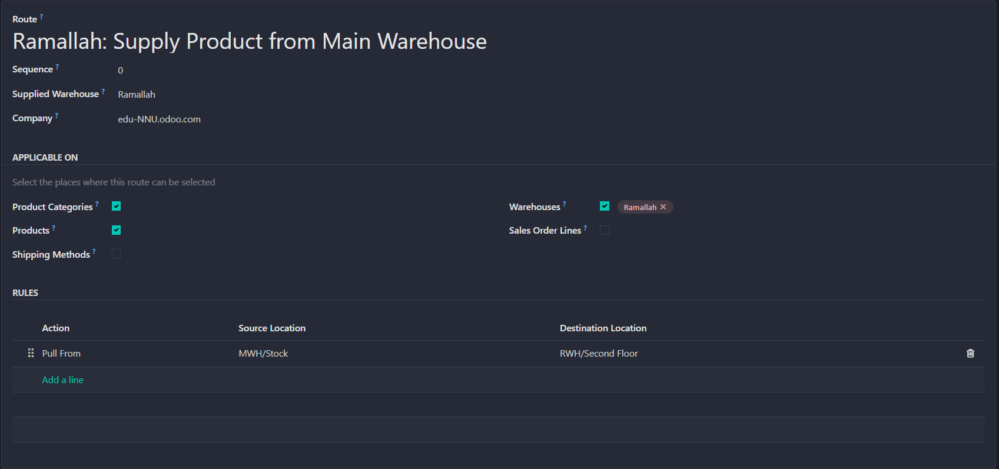 Route ?
Ramallah: Supply Product from Main Warehouse
Sequence ? 0
Supplied Warehouse ? Ramallah
Company ? edu-NNU.odoo.com
APPLICABLE ON
Select the places where this route can be selected
Product Categories ? Warehouses ? Ramallah ×
Products ? Sales Order Lines ?
Shipping Methods ?
RULES
Action Source Location Destination Location
Pull From MWH/Stock RWH/Second Floor
Add a line